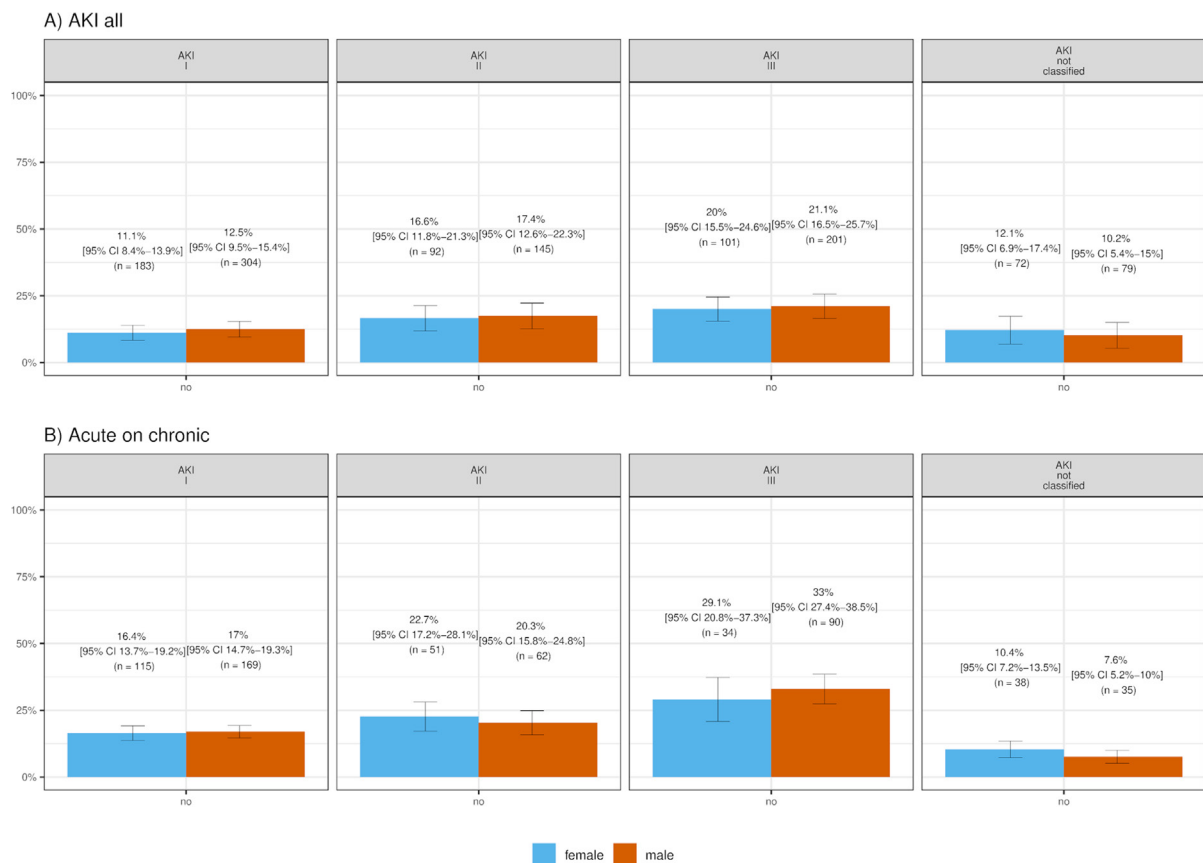 A) AKI all
AKI
I
AKI
II
AKI
III
AKI
not
classified
100%
75%
50%
25%
0%
11.1%
[95% CI 8.4%–13.9%]
(n = 183)
12.5%
[95% CI 9.5%–15.4%]
(n = 304)
16.6%
[95% CI 11.8%–21.3%]
(n = 92)
17.4%
[95% CI 12.6%–22.3%]
(n = 145)
20%
[95% CI 15.5%–24.6%]
(n = 101)
21.1%
[95% CI 16.5%–25.7%]
(n = 201)
12.1%
[95% CI 6.9%–17.4%]
(n = 72)
10.2%
[95% CI 5.4%–15%]
(n = 79)
no
no
no
no
B) Acute on chronic
AKI
I
AKI
II
AKI
III
AKI
not
classified
100%
75%
50%
25%
0%
16.4%
[95% CI 13.7%–19.2%]
(n = 115)
17%
[95% CI 14.7%–19.3%]
(n = 169)
22.7%
[95% CI 17.2%–28.1%]
(n = 51)
20.3%
[95% CI 15.8%–24.8%]
(n = 62)
29.1%
[95% CI 20.8%–37.3%]
(n = 34)
33%
[95% CI 27.4%–38.5%]
(n = 90)
10.4%
[95% CI 7.2%–13.5%]
(n = 38)
7.6%
[95% CI 5.2%–10%]
(n = 35)
no
no
no
no
female
male